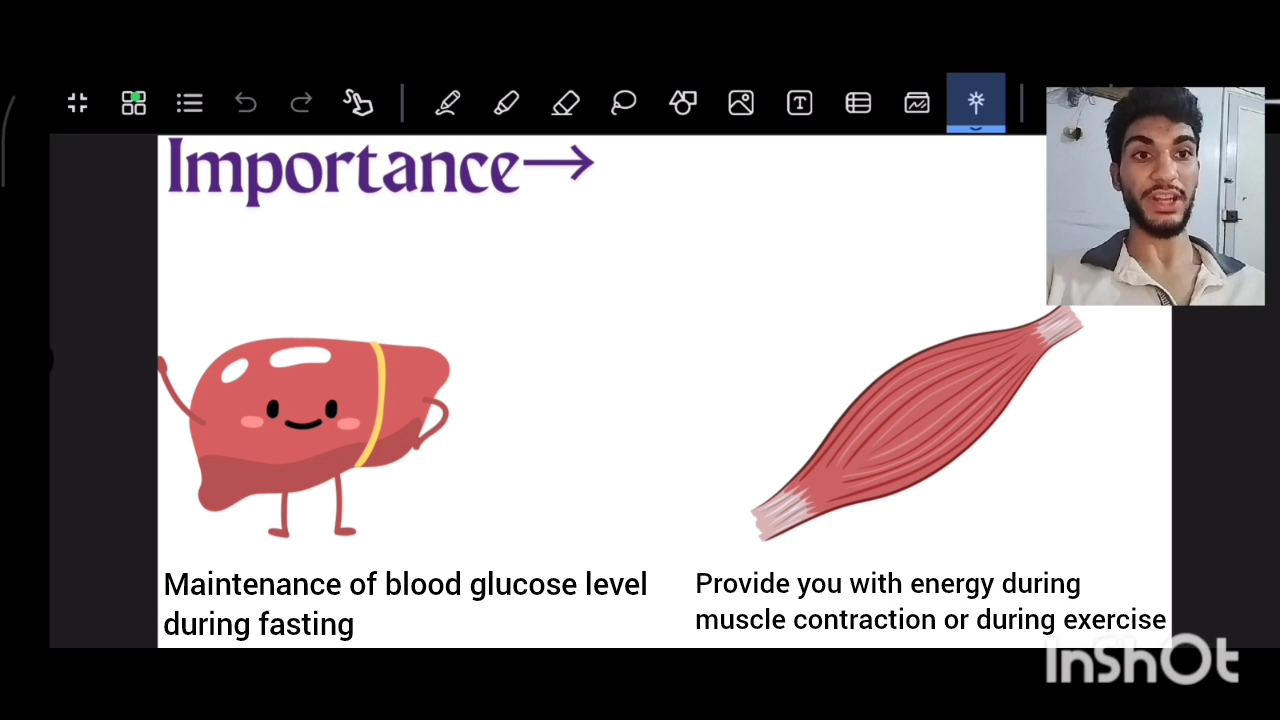 Importance→
Maintenance of blood glucose level
during fasting
Provide you with energy during
muscle contraction or during exercise
InShOt